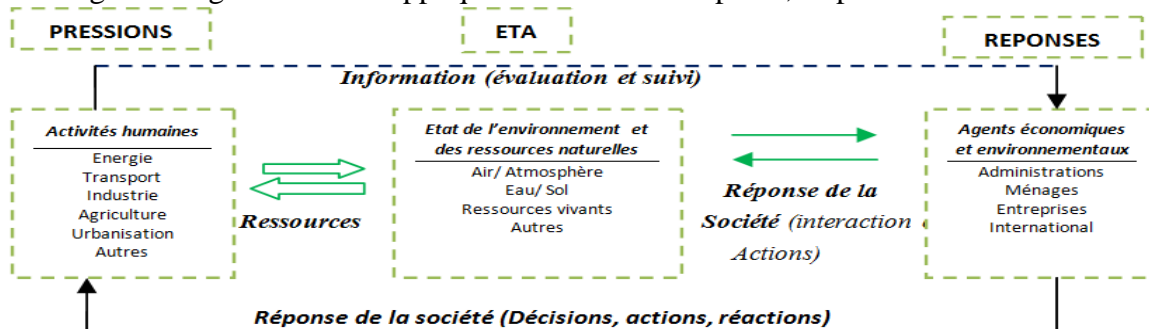 PRESSIONS
ETA
REPONSES
Information (évaluation et suivi)
Activités humaines
Energie
Transport
Industrie
Agriculture
Urbanisation
Autres
Ressources
Etat de l’environnement et
des ressources naturelles
Air/ Atmosphère
Eau/ Sol
Ressources vivants
Autres
Réponse de la
Société (interaction
Actions)
Agents économiques
et environnementaux
Administrations
Ménages
Entreprises
International
Réponse de la société (Décisions, actions, réactions)